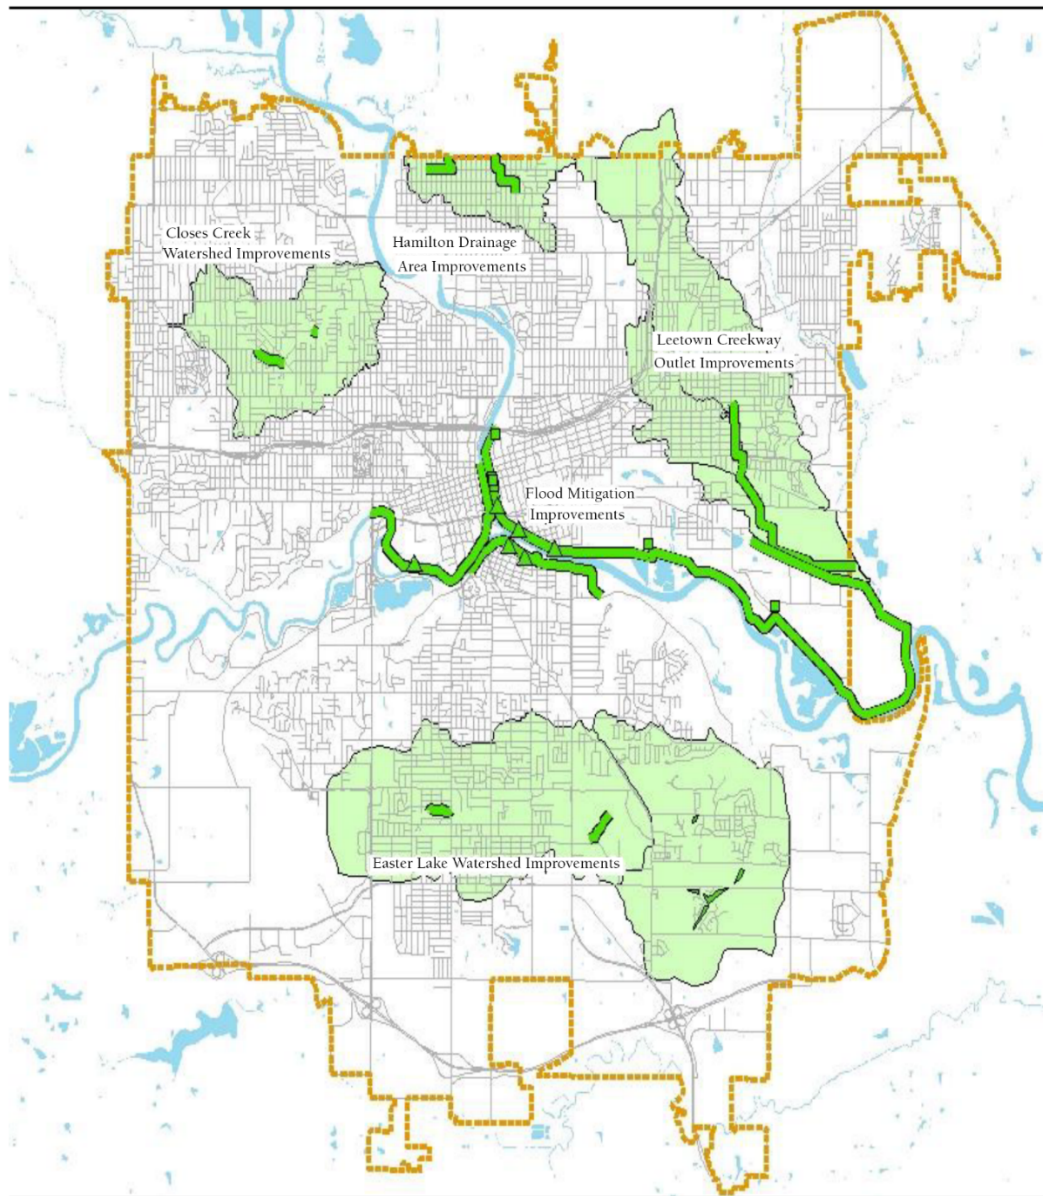 Closes Creek
Watershed Improvements
Hamilton Drainage
Area Improvements
Leetown Creekway
Outlet Improvements
Flood Mitigation
Improvements
Easter Lake Watershed Improvements